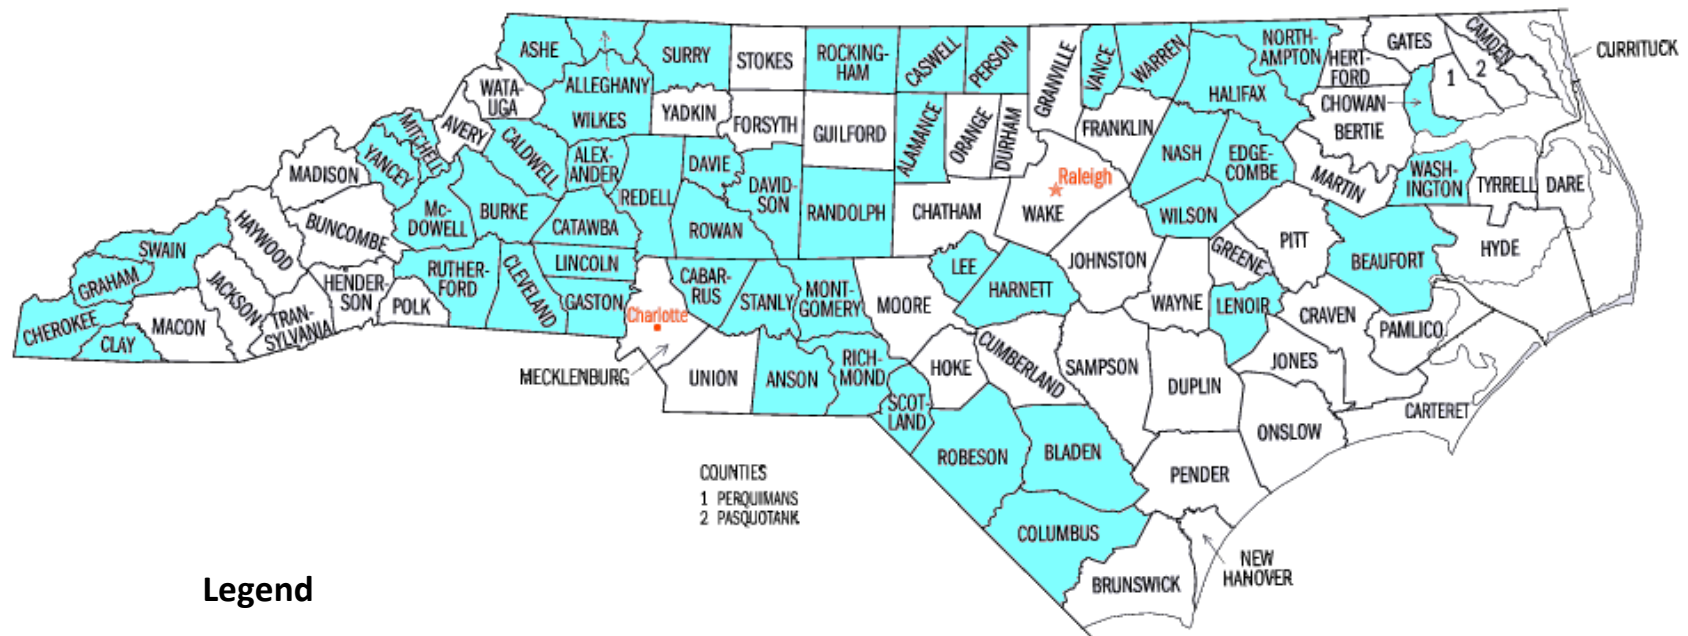 ASHE
ALLEGHANY
SURRY
STOKES
ROCKING-
HAM
CASWELL
PERSON
GRANVILLE
VANCE
WARREN
NORTH-
AMPTON
HERT-
FORD
GATES
CAMDEN
CURRITUCK
WATA-
UGA
WILKES
YADKIN
FORSYTH
GUILFORD
ALAMANCE
ORANGE
DURHAM
FRANKLIN
HALIFAX
CHOWAN
BERTIE
1
2
MITCHELL
AVERY
CALDWELL
ALEX-
ANDER
DAVIE
NASH
EDGE-
COMBE
MARTIN
WASH-
INGTON
TYRRELL
DARE
MADISON
YANCEY
REDELL
DAVID-
SON
Raleigh
WAKE
McDOWELL
BURKE
CATAWBA
ROWAN
RANDOLPH
CHATHAM
WILSON
PITT
BEAUFORT
HYDE
SWAIN
HAYWOOD
BUNCOMBE
RUTHER-
FORD
CLEVELAND
LINCOLN
GASTON
CABAR-
RUS
STANLY
MONT-
GOMERY
MOORE
LEE
HARNETT
JOHNSTON
WAYNE
GREENE
LENOIR
CRAVEN
PAMLICO
GRAHAM
CHEROKEE
CLAY
MACON
JACKSON
TRAN-
SYLVANIA
HENDER-
SON
POLK
Charlotte
MECKLENBURG
UNION
ANSON
RICH-
MOND
SCOT-
LAND
HOKE
CUMBERLAND
SAMPSON
DUPLIN
JONES
CARTERET
ONSLOW
ROBESON
BLADEN
PENDER
COLUMBUS
BRUNSWICK
NEW
HANOVER
COUNTIES
1 PERQUIMANS
2 PASQUOTANK
Legend